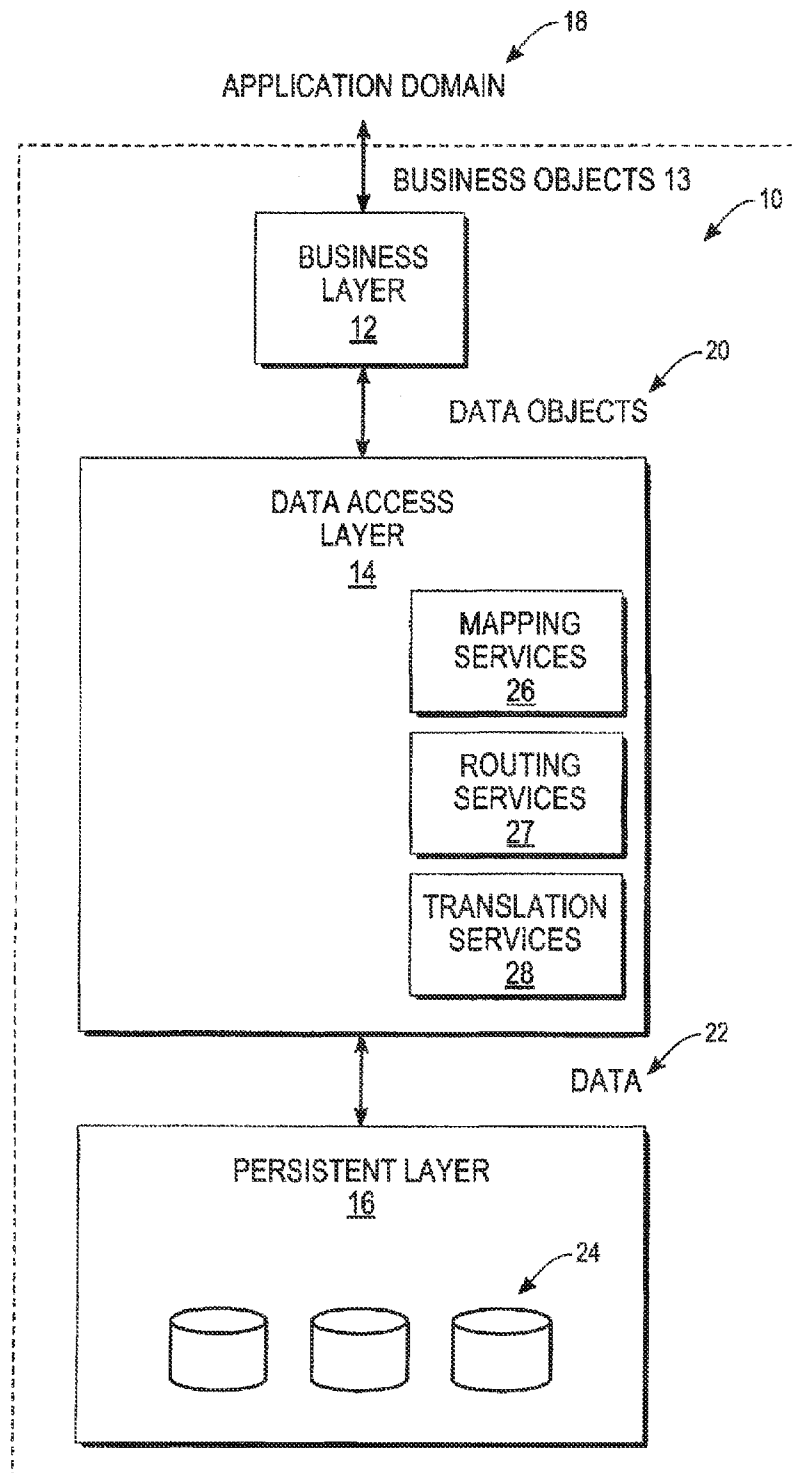 18
APPLICATION DOMAIN
BUSINESS OBJECTS 13
10
BUSINESS
LAYER
12
20
DATA OBJECTS
DATA ACCESS
LAYER
14
MAPPING
SERVICES
26
ROUTING
SERVICES
27
TRANSLATION
SERVICES
28
22
DATA
PERSISTENT LAYER
16
24